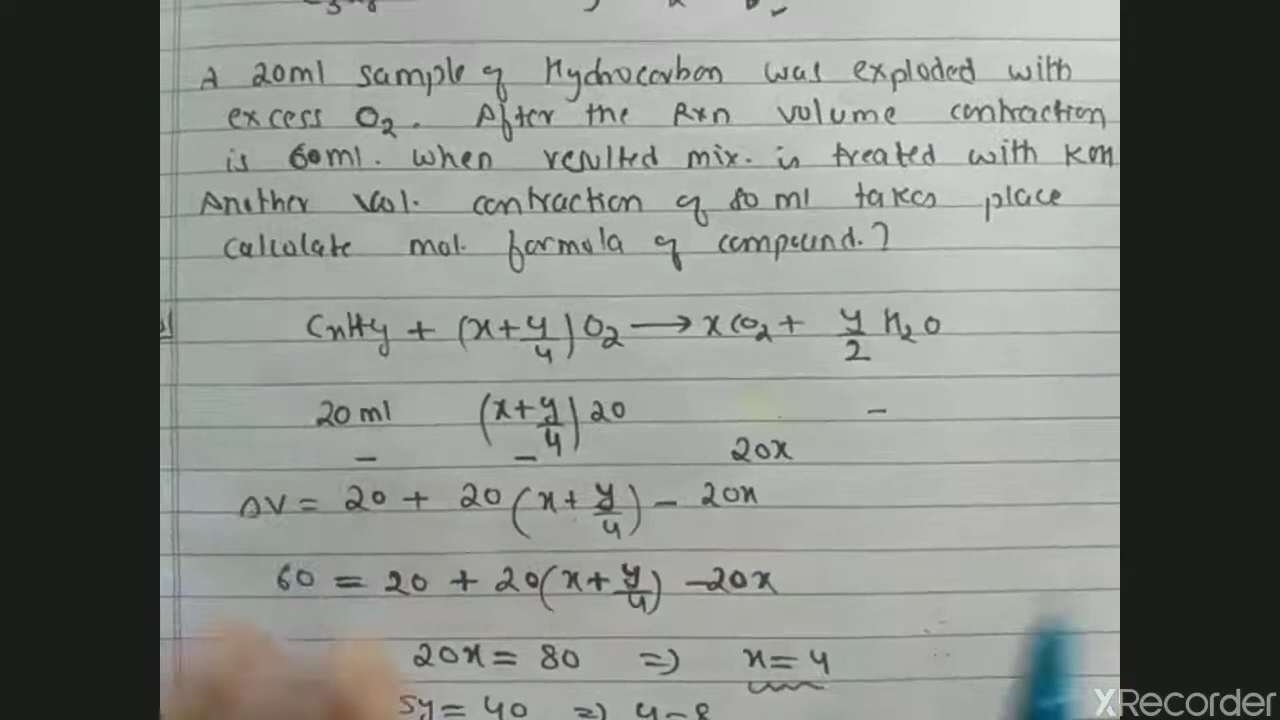 A 20ml sample of Hydrocarbon was exploded with
excess O₂. After the Rxn volume contraction
is 60ml. when resulted mix. is treated with KOH
Another vol. contraction of 80 ml takes place
calculate mol. formula of compound.?
CxHy + (x+y/4)O₂ → xCO₂ + y/2 H₂O
20ml (x+y/4)20 –
– – 20x
ΔV = 20 + 20(x+y/4) – 20x
60 = 20 + 20(x+y/4) – 20x
20x = 80 ⇒ x = 4
5y = 40 ⇒ y = 8
XRecorder